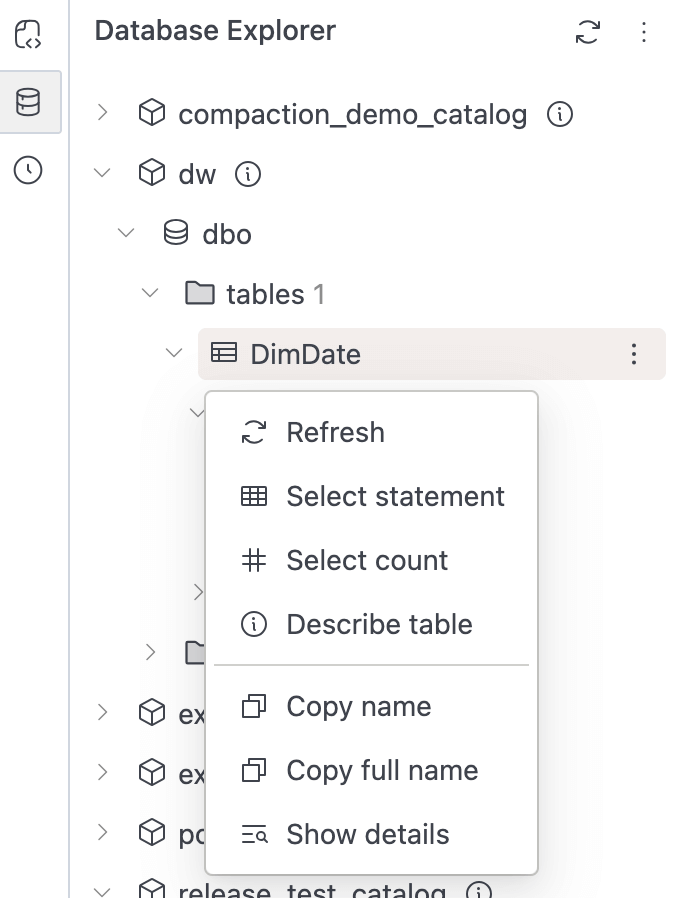 Database Explorer
compaction_demo_catalog
dw
dbo
tables 1
DimDate
Refresh
Select statement
Select count
Describe table
Copy name
ex
Copy full name
ex
Show details
release_test_catalog